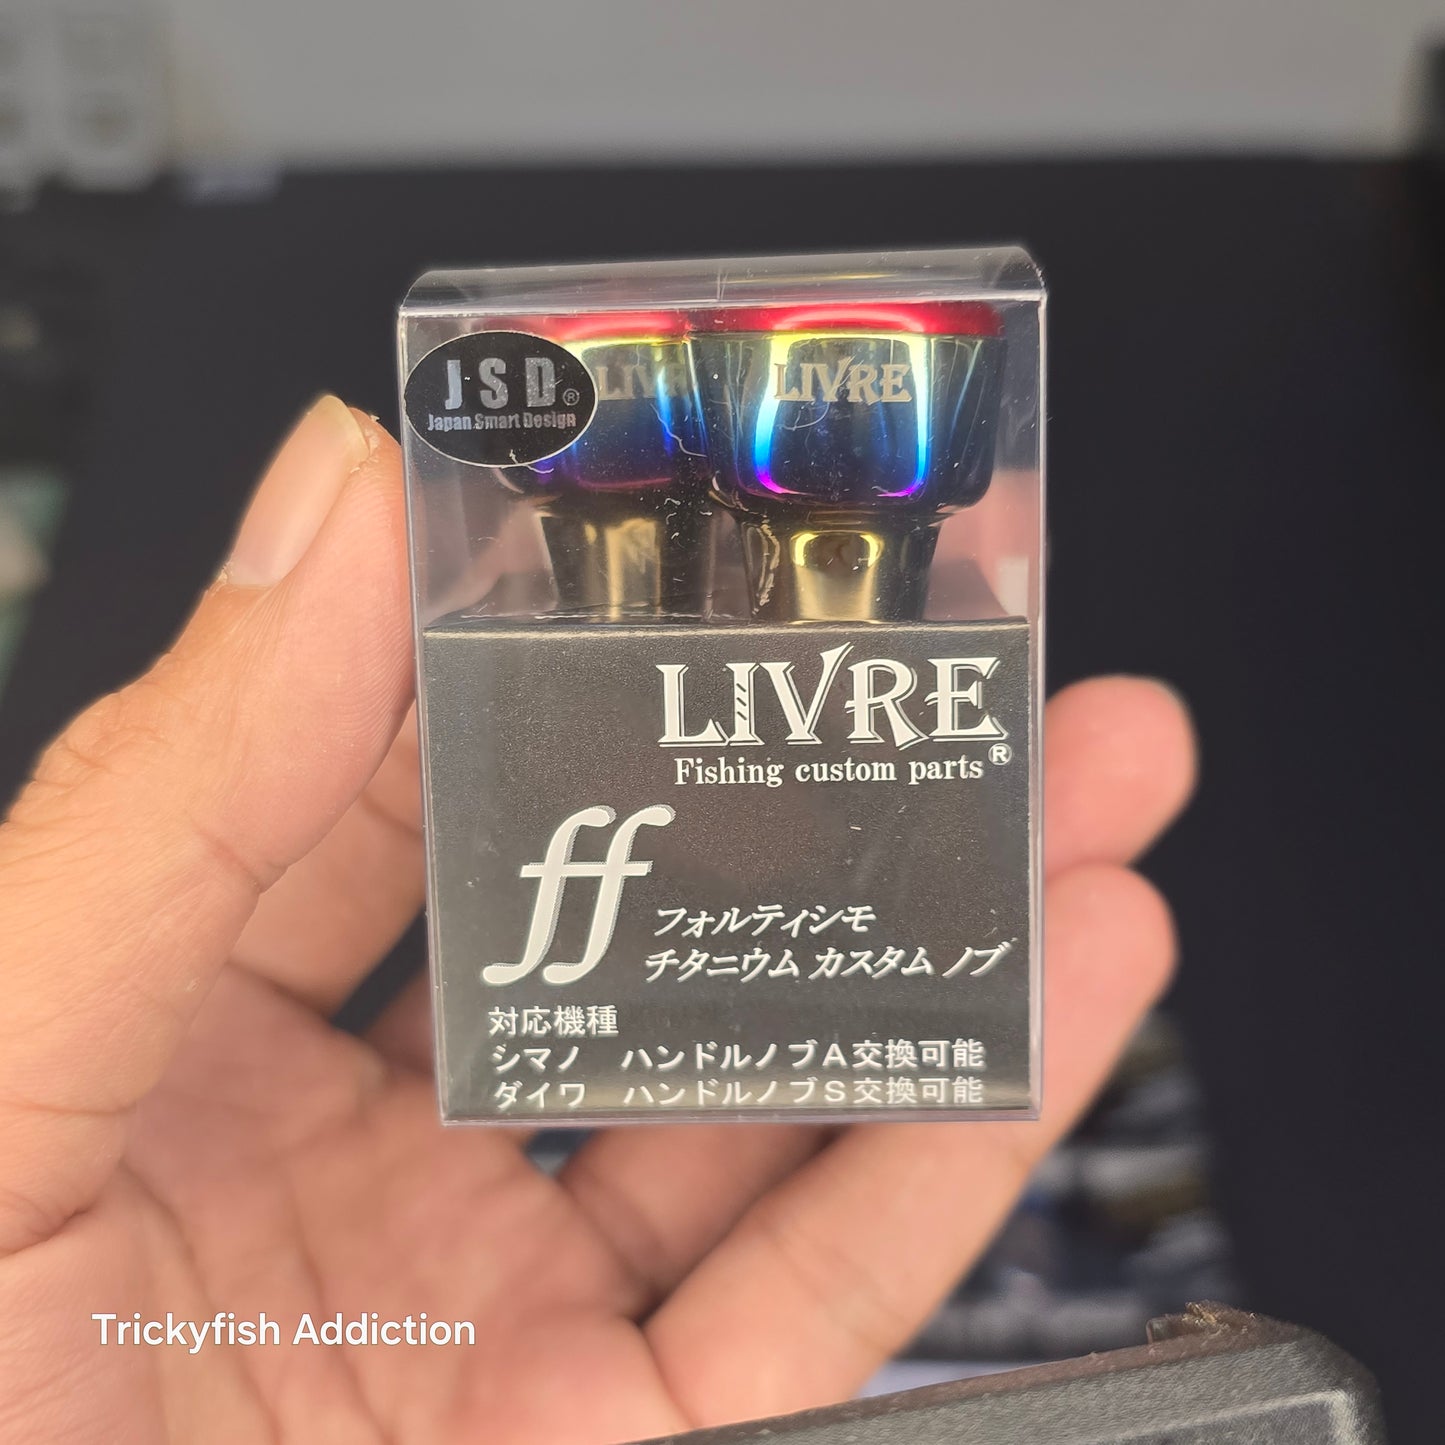 JSD®
Japan Smart Design
LIVR
LIVRE
LIVRE®
Fishing custom parts
ff
フォルティシモ
チタニウム カスタム ノブ
対応機種
シマノ ハンドルノブA交換可能
ダイワ ハンドルノブS交換可能
Trickyfish Addiction